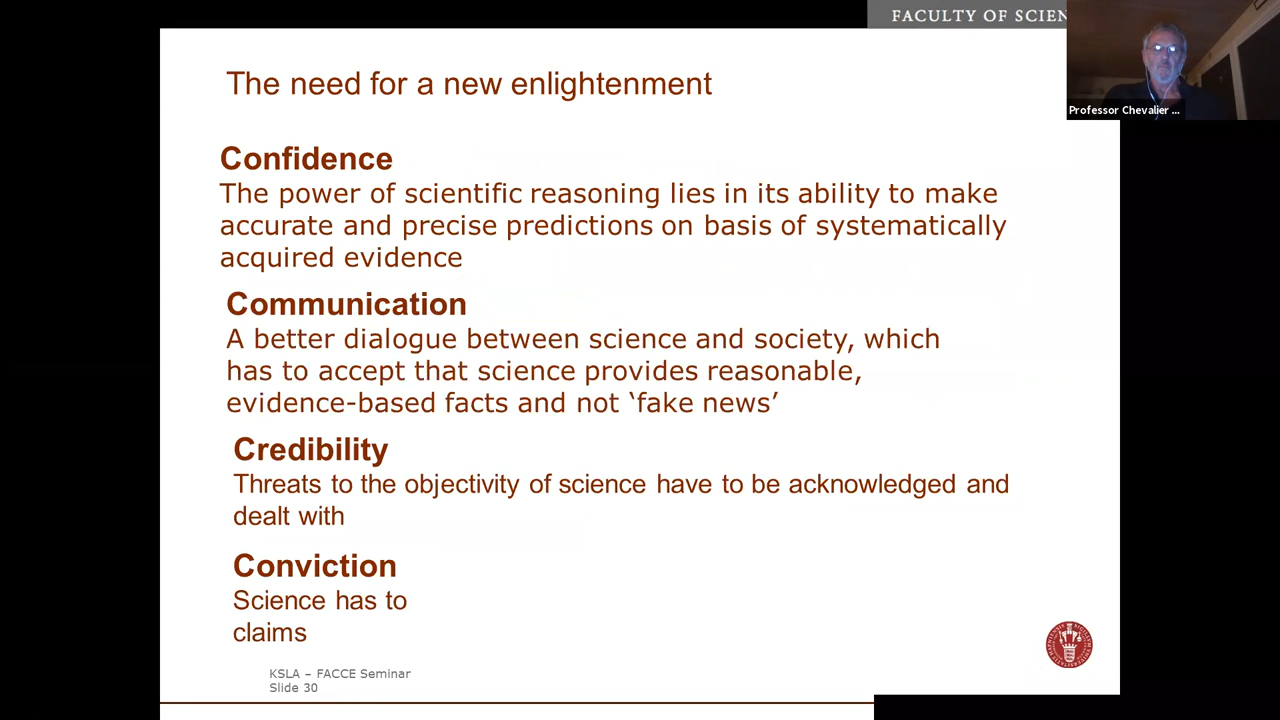 FACULTY OF SCIEN
The need for a new enlightenment
Professor Chevalier ...
Confidence
The power of scientific reasoning lies in its ability to make
accurate and precise predictions on basis of systematically
acquired evidence
Communication
A better dialogue between science and society, which
has to accept that science provides reasonable,
evidence-based facts and not ‘fake news’
Credibility
Threats to the objectivity of science have to be acknowledged and
dealt with
Conviction
Science has to
claims
KSLA – FACCE Seminar
Slide 30